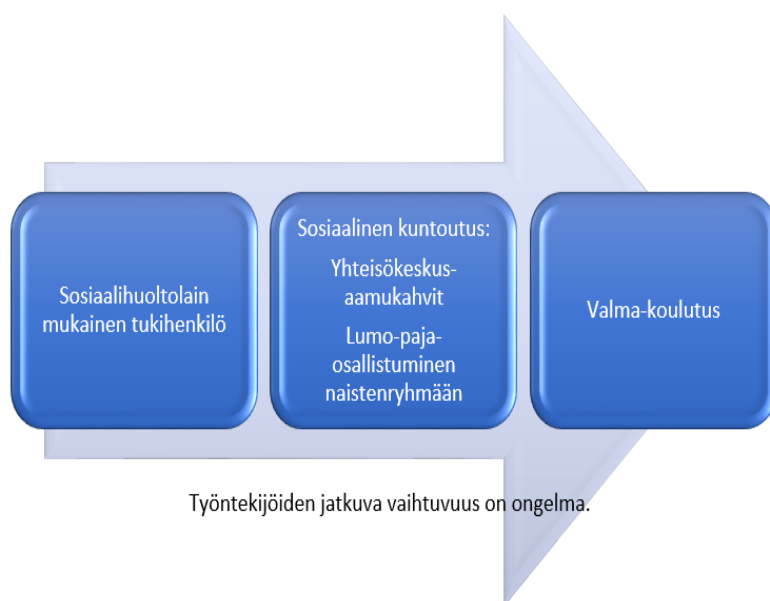 Sosiaalihuoltolain
mukainen tukihenkilö
Sosiaalinen kuntoutus:
Yhteisökeskus-
aamukahvit
Lumo-paja-
osallistuminen
naistenryhmään
Valma-koulutus
Työntekijöiden jatkuva vaihtuvuus on ongelma.